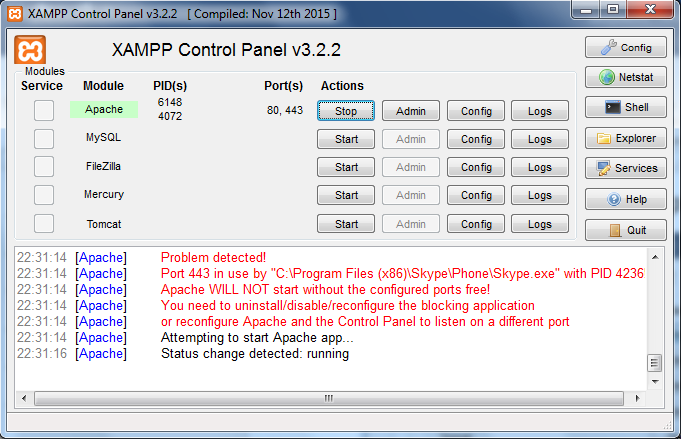 XAMPP Control Panel v3.2.2 [ Compiled: Nov 12th 2015 ]
XAMPP Control Panel v3.2.2
Config
Modules
Service Module PID(s) Port(s) Actions
Netstat
Apache 6148 4072 80, 443 Stop Admin Config Logs
Shell
MySQL Start Admin Config Logs
Explorer
FileZilla Start Admin Config Logs
Services
Mercury Start Admin Config Logs
Help
Tomcat Start Admin Config Logs
Quit
22:31:14 [Apache] Problem detected!
22:31:14 [Apache] Port 443 in use by "C:\Program Files (x86)\Skype\Phone\Skype.exe" with PID 4236
22:31:14 [Apache] Apache WILL NOT start without the configured ports free!
22:31:14 [Apache] You need to uninstall/disable/reconfigure the blocking application
22:31:14 [Apache] or reconfigure Apache and the Control Panel to listen on a different port
22:31:14 [Apache] Attempting to start Apache app...
22:31:16 [Apache] Status change detected: running